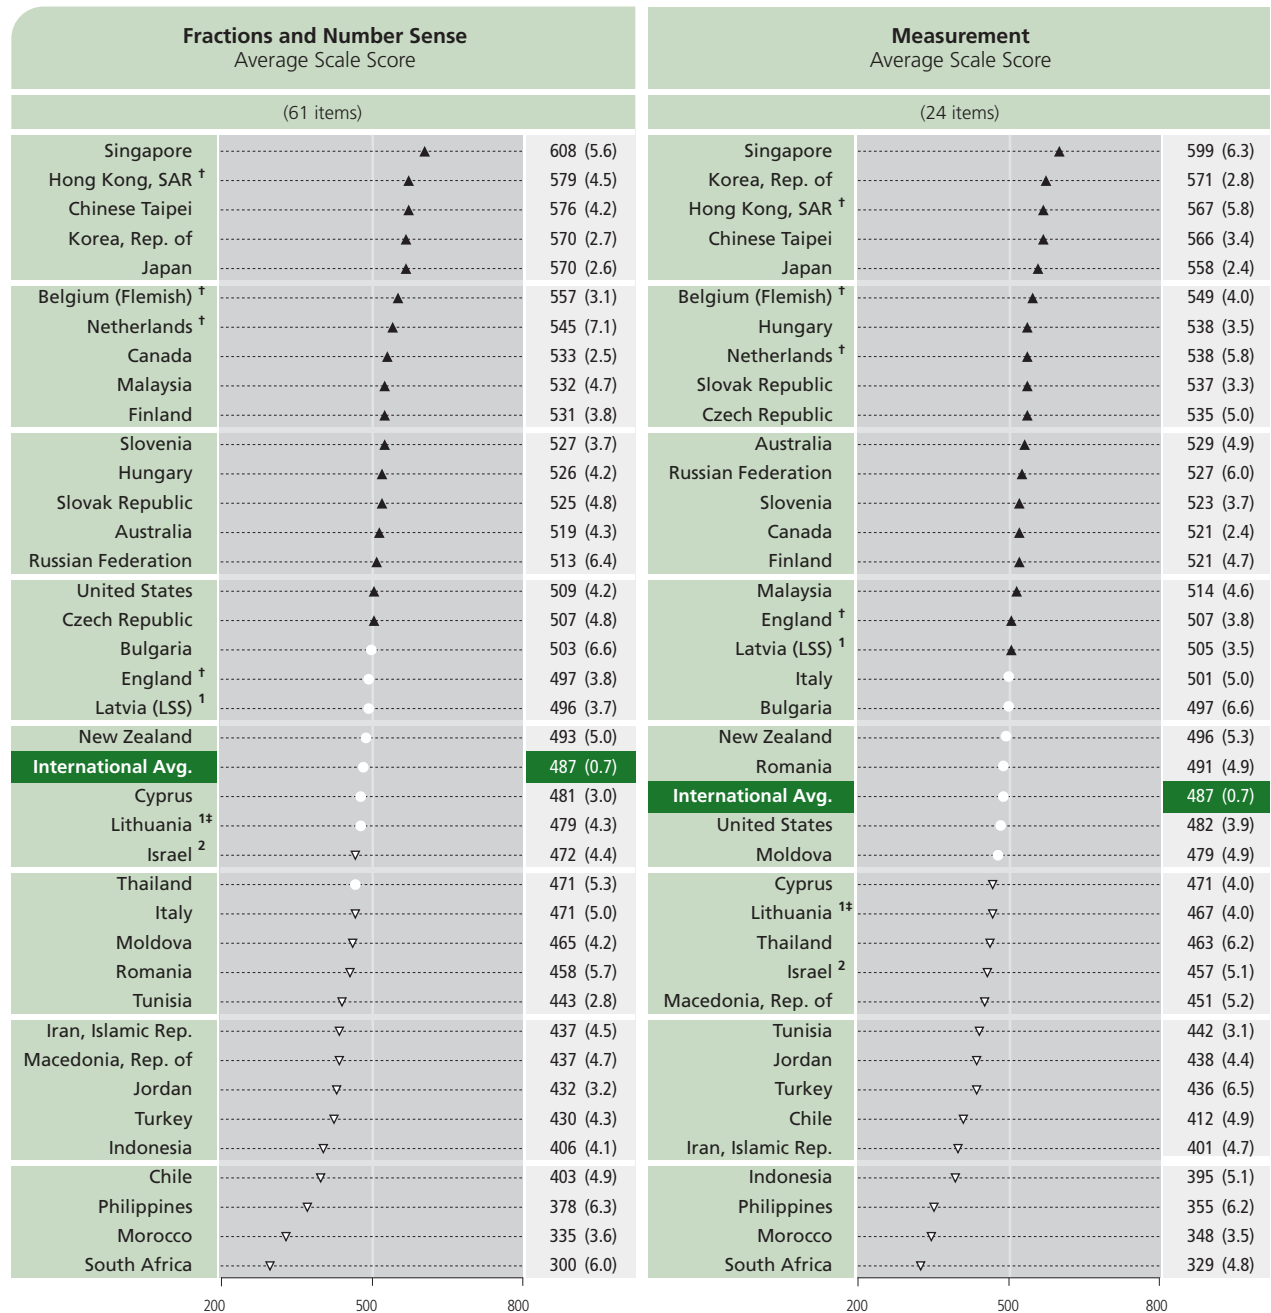 Fractions and Number Sense
Average Scale Score
(61 items)
Singapore 608 (5.6)
Hong Kong, SAR † 579 (4.5)
Chinese Taipei 576 (4.2)
Korea, Rep. of 570 (2.7)
Japan 570 (2.6)
Belgium (Flemish) † 557 (3.1)
Netherlands † 545 (7.1)
Canada 533 (2.5)
Malaysia 532 (4.7)
Finland 531 (3.8)
Slovenia 527 (3.7)
Hungary 526 (4.2)
Slovak Republic 525 (4.8)
Australia 519 (4.3)
Russian Federation 513 (6.4)
United States 509 (4.2)
Czech Republic 507 (4.8)
Bulgaria 503 (6.6)
England † 497 (3.8)
Latvia (LSS) 1 496 (3.7)
New Zealand 493 (5.0)
International Avg. 487 (0.7)
Cyprus 481 (3.0)
Lithuania 1‡ 479 (4.3)
Israel 2 472 (4.4)
Thailand 471 (5.3)
Italy 471 (5.0)
Moldova 465 (4.2)
Romania 458 (5.7)
Tunisia 443 (2.8)
Iran, Islamic Rep. 437 (4.5)
Macedonia, Rep. of 437 (4.7)
Jordan 432 (3.2)
Turkey 430 (4.3)
Indonesia 406 (4.1)
Chile 403 (4.9)
Philippines 378 (6.3)
Morocco 335 (3.6)
South Africa 300 (6.0)
200 500 800
Measurement
Average Scale Score
(24 items)
Singapore 599 (6.3)
Korea, Rep. of 571 (2.8)
Hong Kong, SAR † 567 (5.8)
Chinese Taipei 566 (3.4)
Japan 558 (2.4)
Belgium (Flemish) † 549 (4.0)
Hungary 538 (3.5)
Netherlands † 538 (5.8)
Slovak Republic 537 (3.3)
Czech Republic 535 (5.0)
Australia 529 (4.9)
Russian Federation 527 (6.0)
Slovenia 523 (3.7)
Canada 521 (2.4)
Finland 521 (4.7)
Malaysia 514 (4.6)
England † 507 (3.8)
Latvia (LSS) 1 505 (3.5)
Italy 501 (5.0)
Bulgaria 497 (6.6)
New Zealand 496 (5.3)
Romania 491 (4.9)
International Avg. 487 (0.7)
United States 482 (3.9)
Moldova 479 (4.9)
Cyprus 471 (4.0)
Lithuania 1‡ 467 (4.0)
Thailand 463 (6.2)
Israel 2 457 (5.1)
Macedonia, Rep. of 451 (5.2)
Tunisia 442 (3.1)
Jordan 438 (4.4)
Turkey 436 (6.5)
Chile 412 (4.9)
Iran, Islamic Rep. 401 (4.7)
Indonesia 395 (5.1)
Philippines 355 (6.2)
Morocco 348 (3.5)
South Africa 329 (4.8)
200 500 800